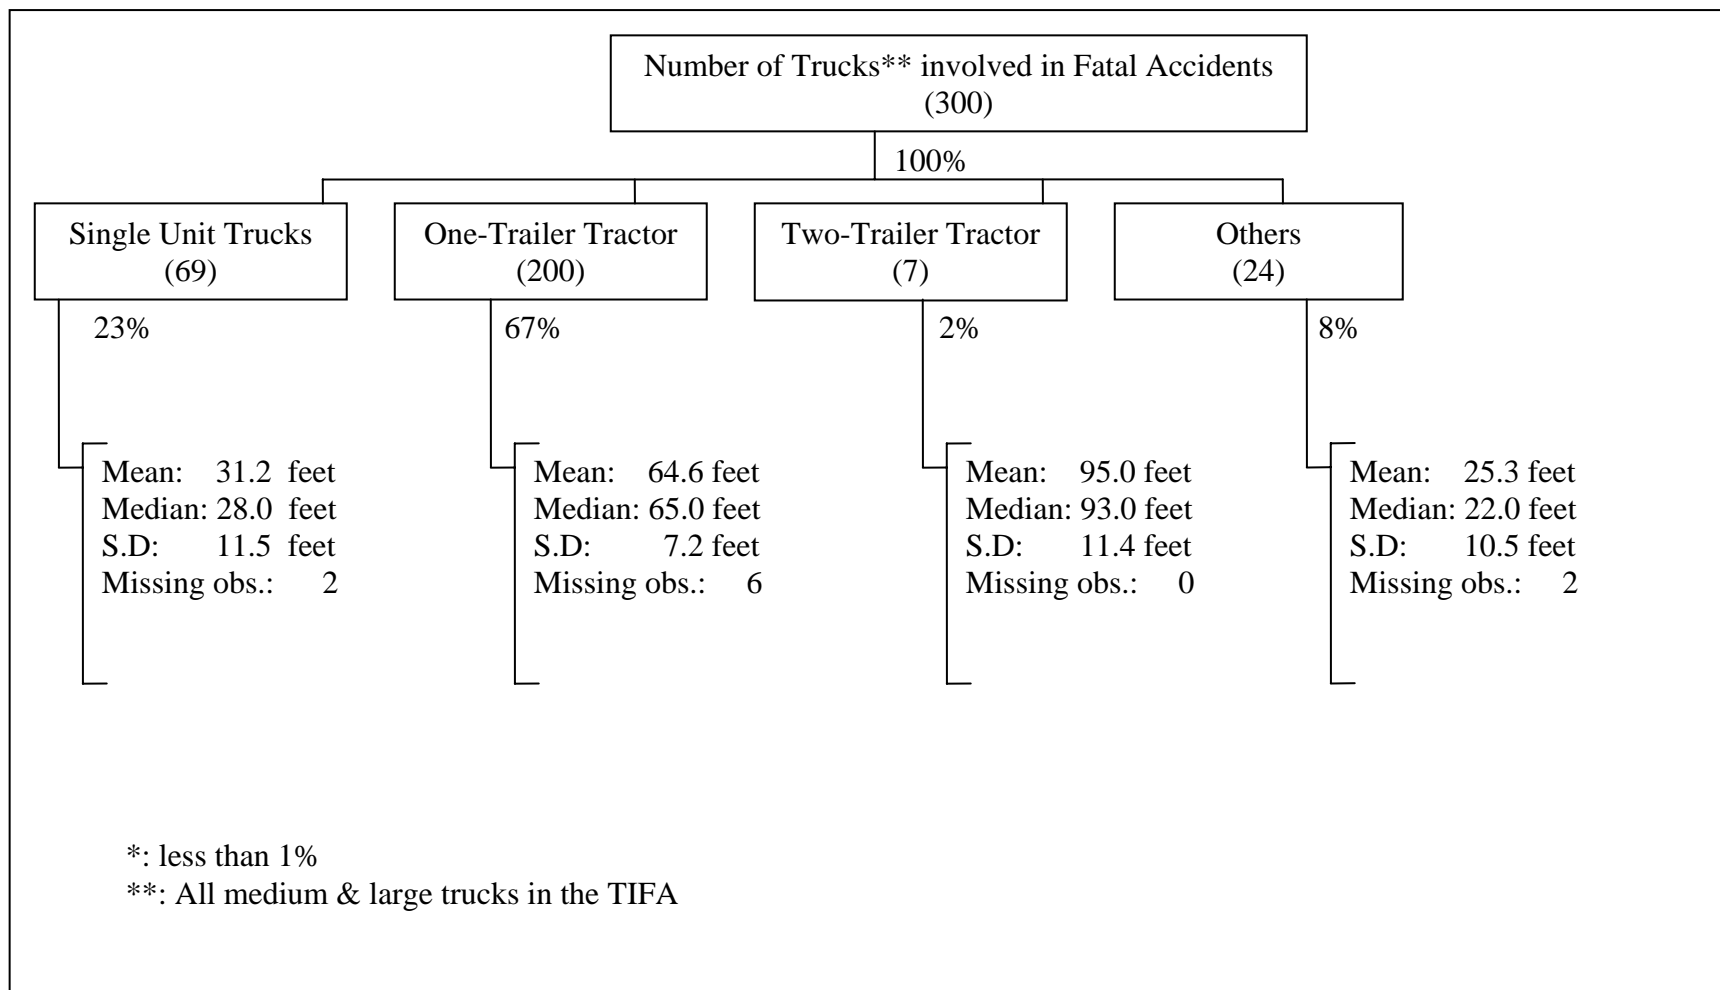 Number of Trucks** involved in Fatal Accidents
(300)
100%
Single Unit Trucks
(69)
One-Trailer Tractor
(200)
Two-Trailer Tractor
(7)
Others
(24)
23%
67%
2%
8%
Mean: 31.2 feet
Median: 28.0 feet
S.D: 11.5 feet
Missing obs.: 2
Mean: 64.6 feet
Median: 65.0 feet
S.D: 7.2 feet
Missing obs.: 6
Mean: 95.0 feet
Median: 93.0 feet
S.D: 11.4 feet
Missing obs.: 0
Mean: 25.3 feet
Median: 22.0 feet
S.D: 10.5 feet
Missing obs.: 2
*: less than 1%
**: All medium & large trucks in the TIFA